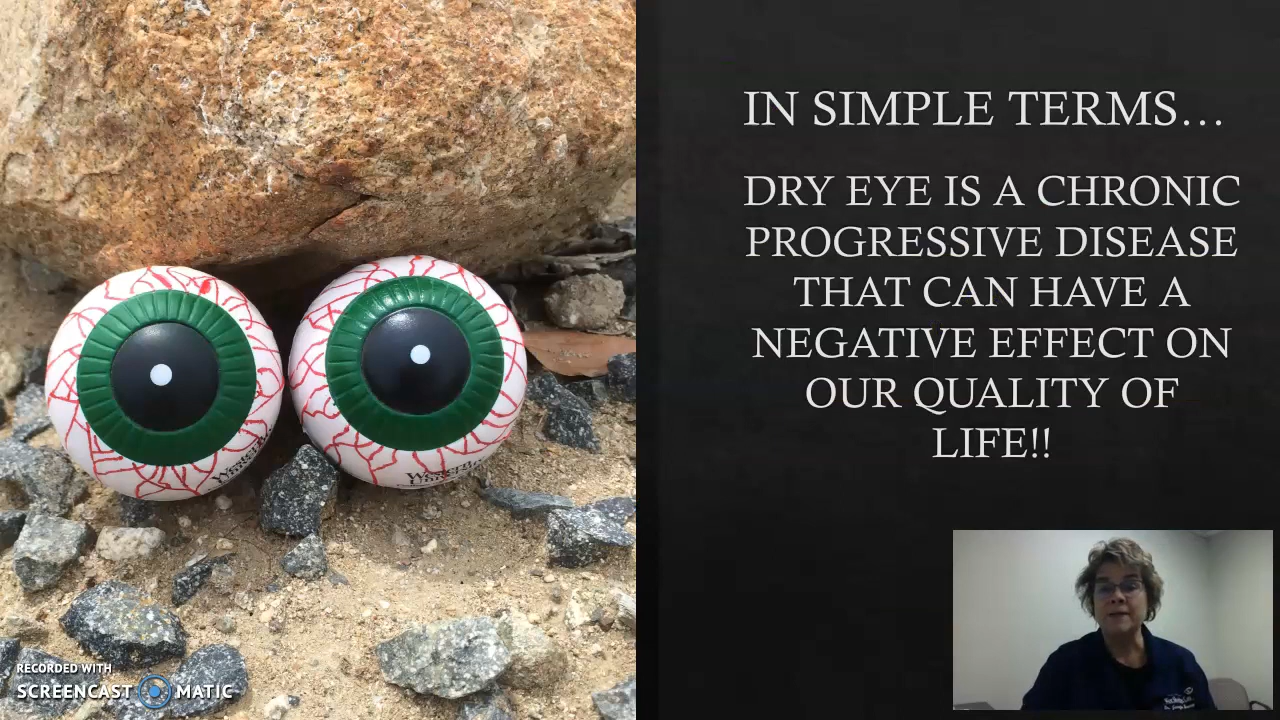 IN SIMPLE TERMS...
DRY EYE IS A CHRONIC
PROGRESSIVE DISEASE
THAT CAN HAVE A
NEGATIVE EFFECT ON
OUR QUALITY OF
LIFE!!
RECORDED WITH
SCREENCAST MATIC